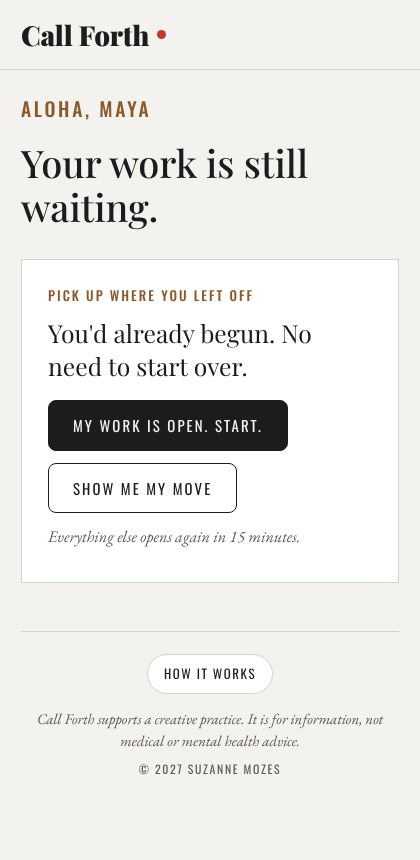 Call Forth
ALOHA, MAYA
Your work is still
waiting.
PICK UP WHERE YOU LEFT OFF
You'd already begun. No
need to start over.
MY WORK IS OPEN. START.
SHOW ME MY MOVE
Everything else opens again in 15 minutes.
HOW IT WORKS
Call Forth supports a creative practice. It is for information, not
medical or mental health advice.
© 2027 SUZANNE MOZES